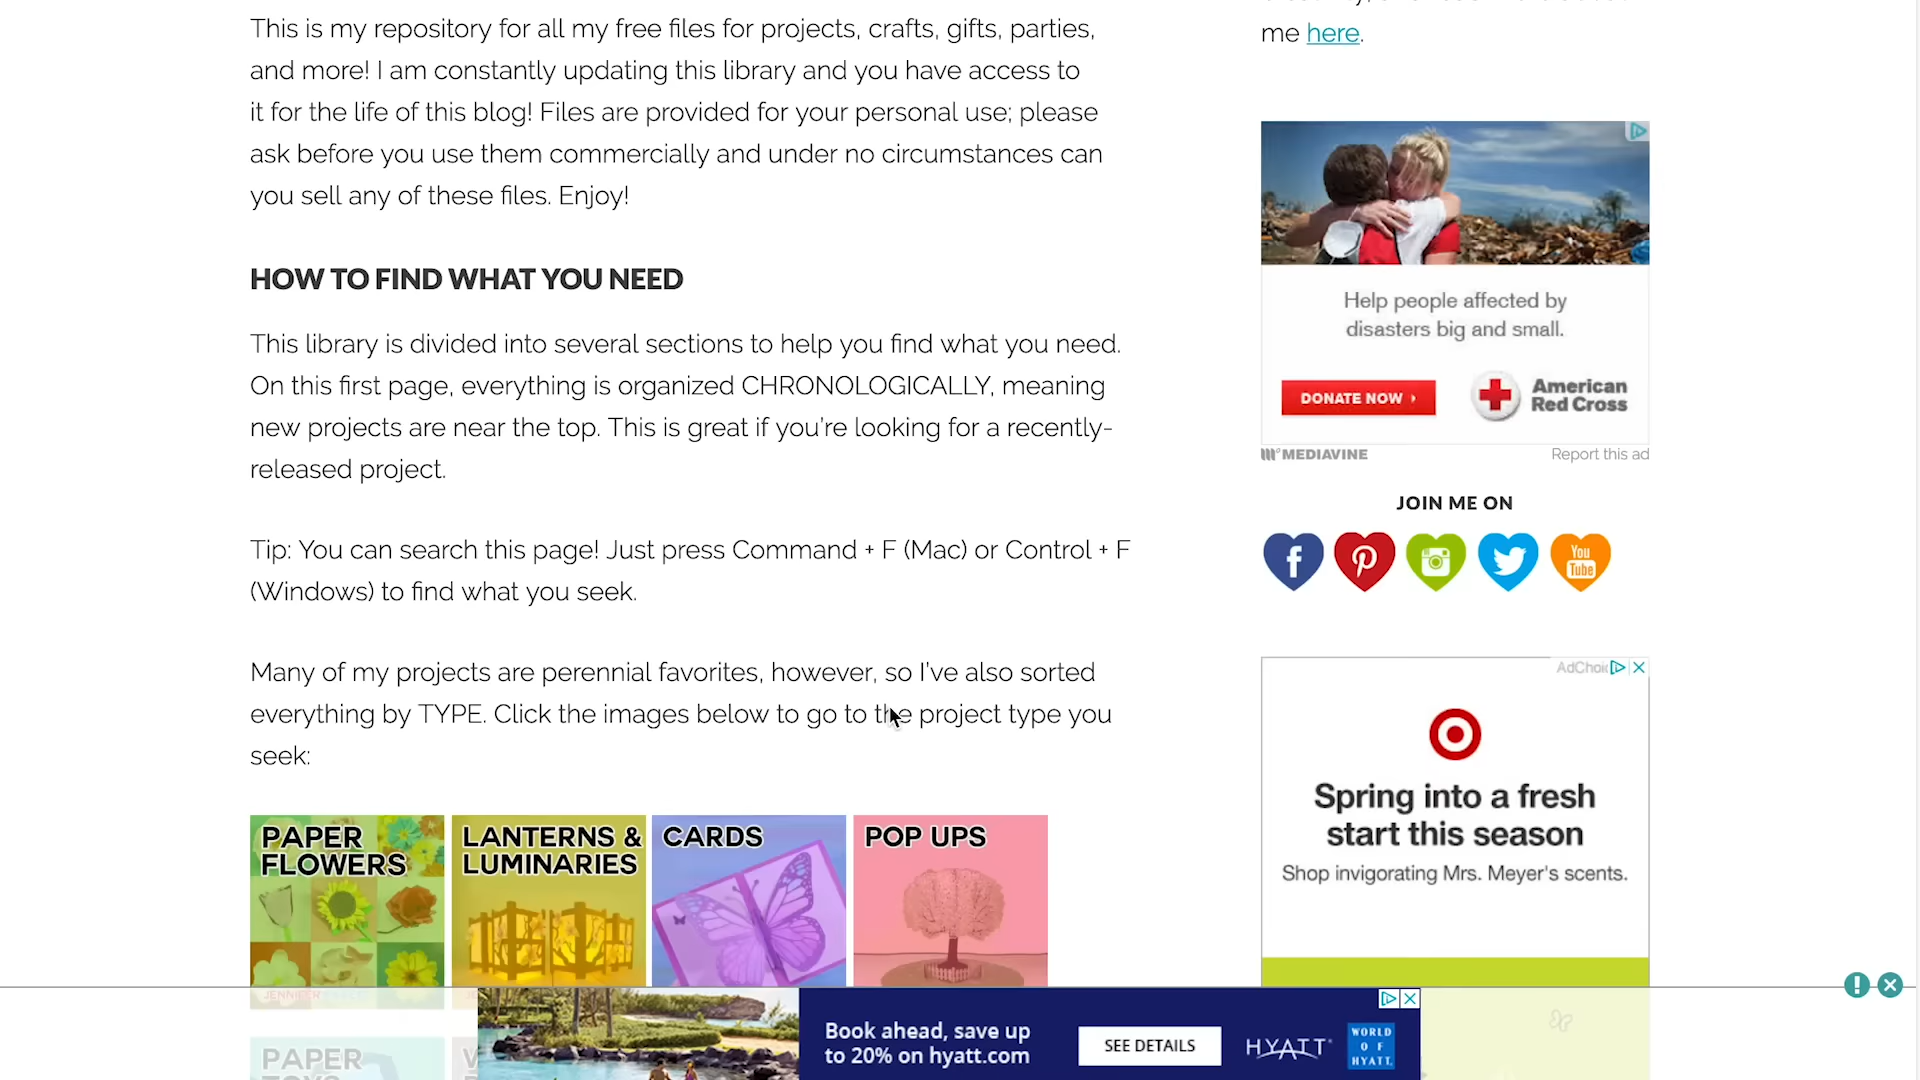 This is my repository for all my free files for projects, crafts, gifts, parties,
and more! I am constantly updating this library and you have access to
it for the life of this blog! Files are provided for your personal use; please
ask before you use them commercially and under no circumstances can
you sell any of these files. Enjoy!
HOW TO FIND WHAT YOU NEED
This library is divided into several sections to help you find what you need.
On this first page, everything is organized CHRONOLOGICALLY, meaning
new projects are near the top. This is great if you're looking for a recently-
released project.
Tip: You can search this page! Just press Command + F (Mac) or Control + F
(Windows) to find what you seek.
Many of my projects are perennial favorites, however, so I've also sorted
everything by TYPE. Click the images below to go to the project type you
seek:
PAPER
FLOWERS
LANTERNS &
LUMINARIES
CARDS
POP UPS
JENNIFER
PAPER
me here.
Help people affected by
disasters big and small.
DONATE NOW
American
Red Cross
MEDIAVINE
Report this ad
JOIN ME ON
You
Tube
AdChoic
Spring into a fresh
start this season
Shop invigorating Mrs. Meyer's scents.
Book ahead, save up
to 20% on hyatt.com
SEE DETAILS
HYATT
WORLD
OF
HYATT